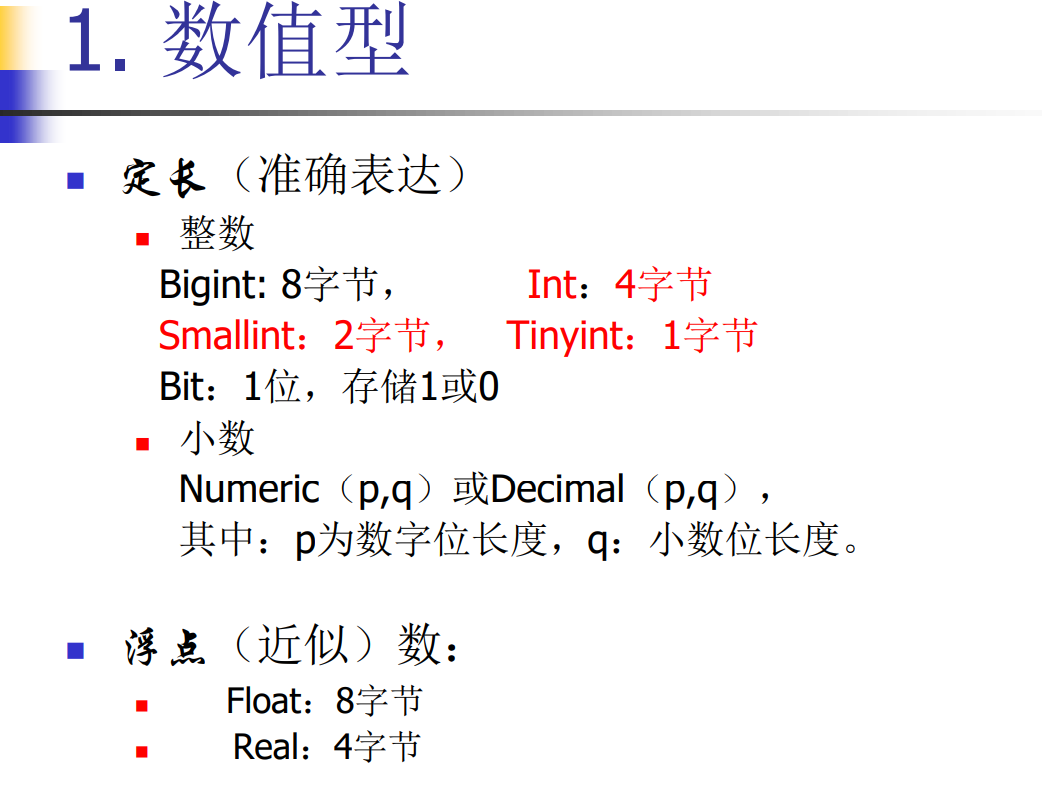 1. 数值型
定长（准确表达）
整数
Bigint: 8字节， Int：4字节
Smallint：2字节， Tinyint：1字节
Bit：1位，存储1或0
小数
Numeric（p,q）或Decimal（p,q），
其中：p为数字位长度，q：小数位长度。
浮点（近似）数：
Float：8字节
Real：4字节